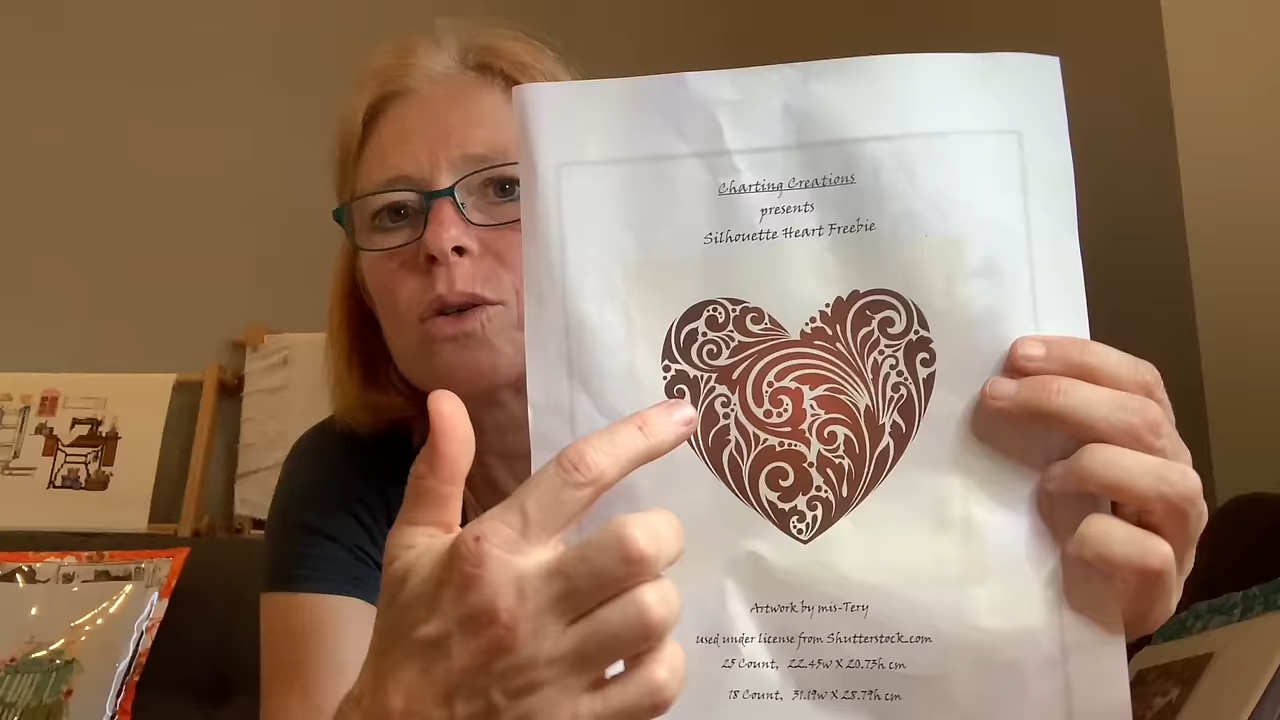 Charting Creations
presents
Silhouette Heart Freebie
Artwork by mis-Tery
used under license from Shutterstock.com
25 Count, 22.45w X 20.73h cm
18 Count, 31.19w X 28.79h cm